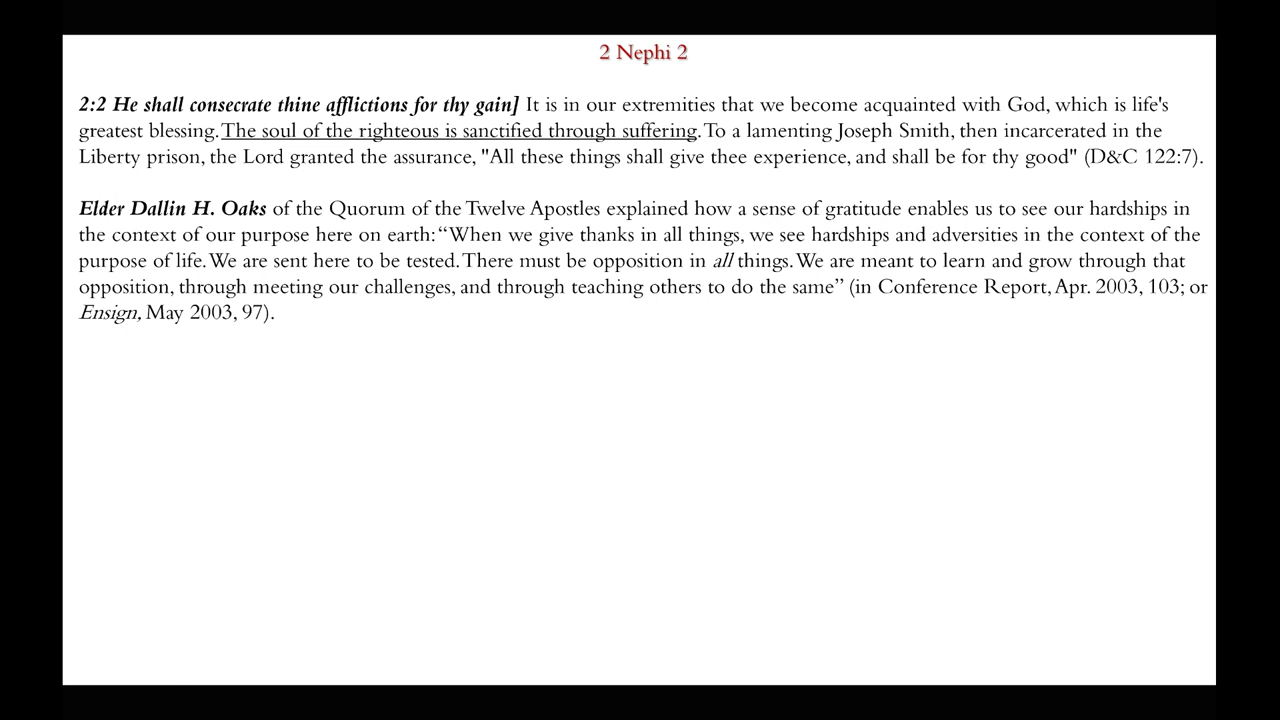 2 Nephi 2
2:2 He shall consecrate thine afflictions for thy gain] It is in our extremities that we become acquainted with God, which is life's
greatest blessing. The soul of the righteous is sanctified through suffering. To a lamenting Joseph Smith, then incarcerated in the
Liberty prison, the Lord granted the assurance, "All these things shall give thee experience, and shall be for thy good" (D&C 122:7).
Elder Dallin H. Oaks of the Quorum of the Twelve Apostles explained how a sense of gratitude enables us to see our hardships in
the context of our purpose here on earth: “When we give thanks in all things, we see hardships and adversities in the context of the
purpose of life. We are sent here to be tested. There must be opposition in all things. We are meant to learn and grow through that
opposition, through meeting our challenges, and through teaching others to do the same” (in Conference Report, Apr. 2003, 103; or
Ensign, May 2003, 97).